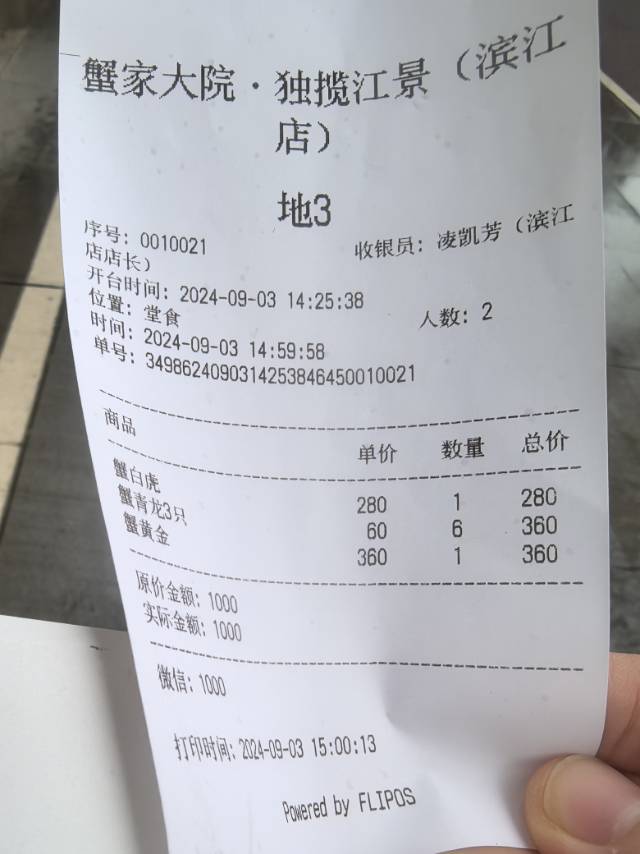 蟹家大院·独揽江景（滨江
店）
地3
序号: 0010021 收银员: 凌凯芳（滨江
店店长）
开台时间: 2024-09-03 14:25:38
位置: 堂食 人数: 2
时间: 2024-09-03 14:59:58
单号: 34986240903142538464500010021
商品 单价 数量 总价
蟹白虎 280 1 280
蟹青龙3只 60 6 360
蟹黄金 360 1 360
原价金额: 1000
实际金额: 1000
微信: 1000
打印时间: 2024-09-03 15:00:13
Powered by FLIPOS